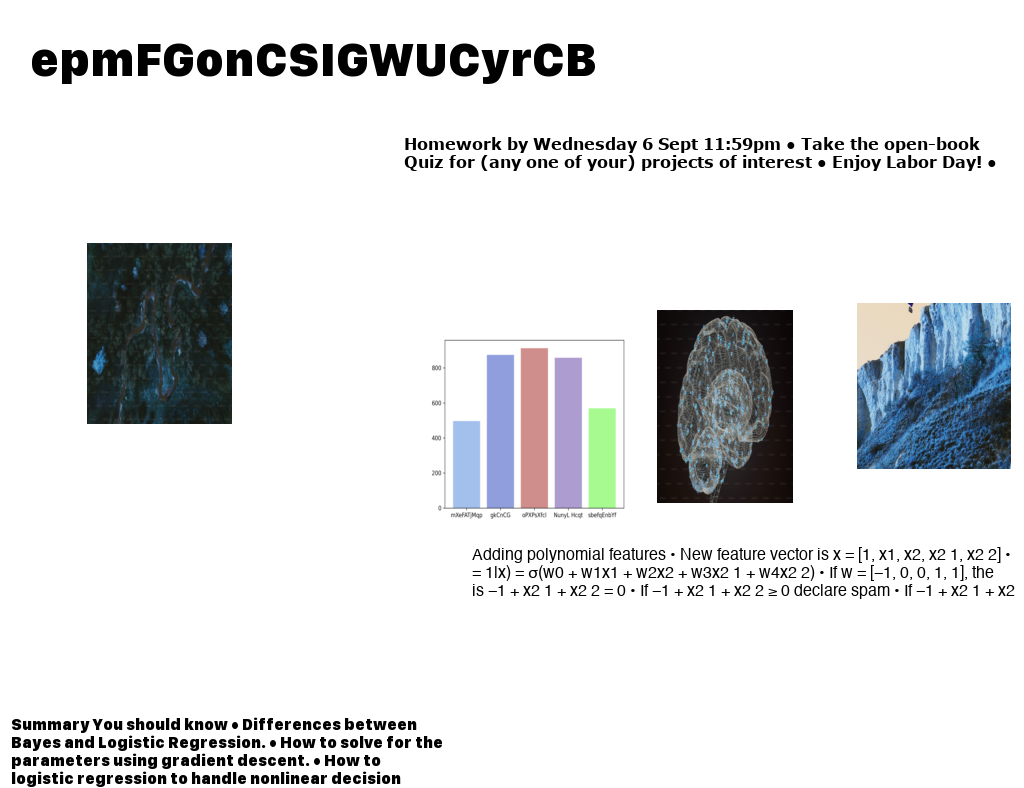 epmFGonCSIGWUCyrCB
Homework by Wednesday 6 Sept 11:59pm • Take the open-book
Quiz for (any one of your) projects of interest • Enjoy Labor Day! •
800
600
400
200
0
mXeFATjMqp gkCnCG oPXPsXfcI NunyL Hcqt sbefqEnbYf
Adding polynomial features • New feature vector is x = [1, x1, x2, x2 1, x2 2] •
= 1|x) = σ(w0 + w1x1 + w2x2 + w3x2 1 + w4x2 2) • If w = [–1, 0, 0, 1, 1], the
is –1 + x2 1 + x2 2 = 0 • If –1 + x2 1 + x2 2 ≥ 0 declare spam • If –1 + x2 1 + x2
Summary You should know • Differences between
Bayes and Logistic Regression. • How to solve for the
parameters using gradient descent. • How to
logistic regression to handle nonlinear decision